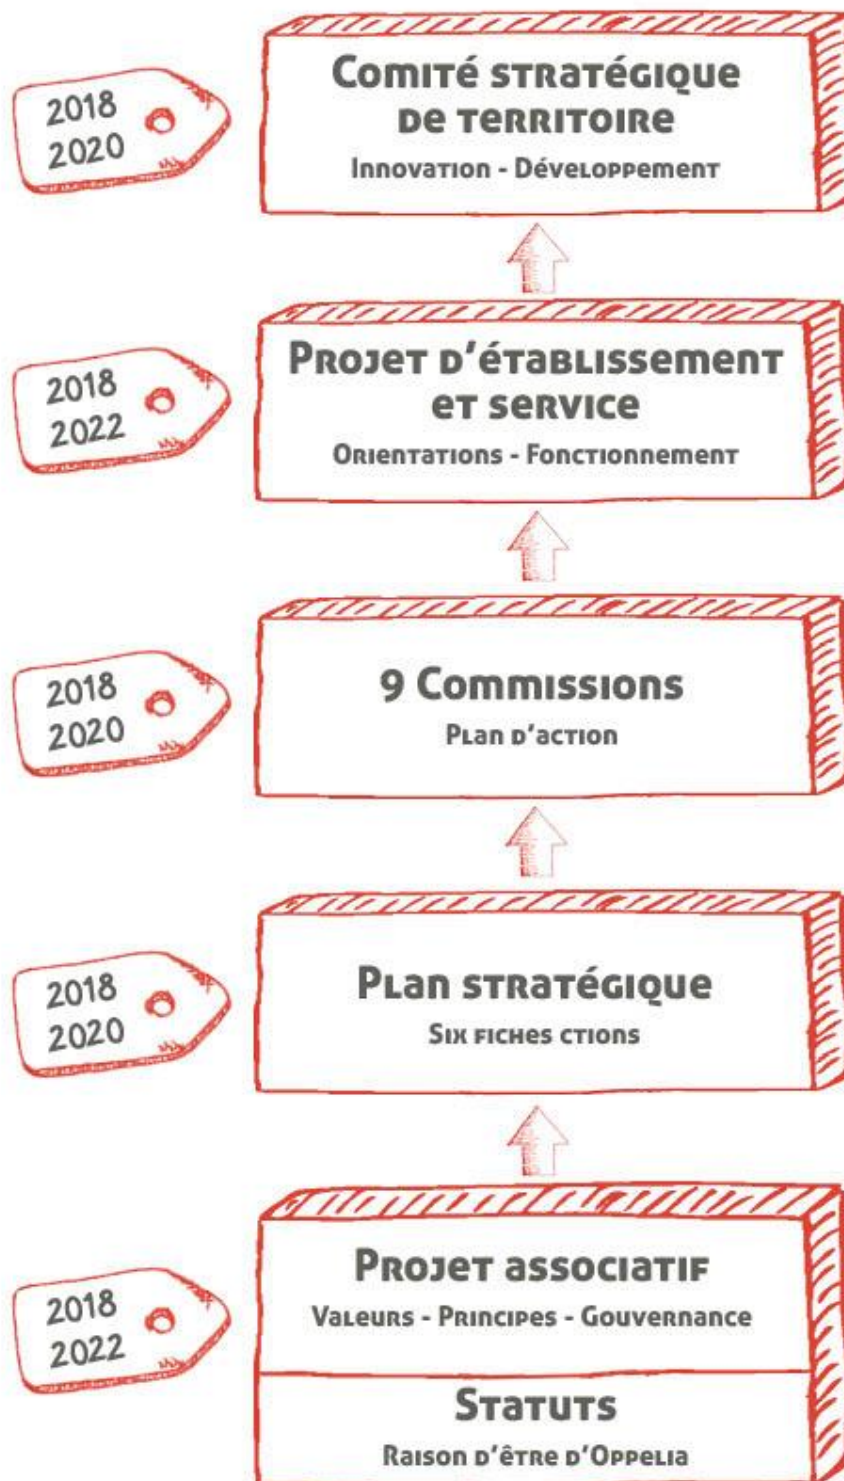 2018
2020
Comité stratégique
de territoire
Innovation - Développement
2018
2022
Projet d'établissement
et service
Orientations - Fonctionnement
2018
2020
9 Commissions
Plan d'action
2018
2020
Plan stratégique
Six fiches ctions
2018
2022
Projet associatif
Valeurs - Principes - Gouvernance
Statuts
Raison d'être d'Oppelia